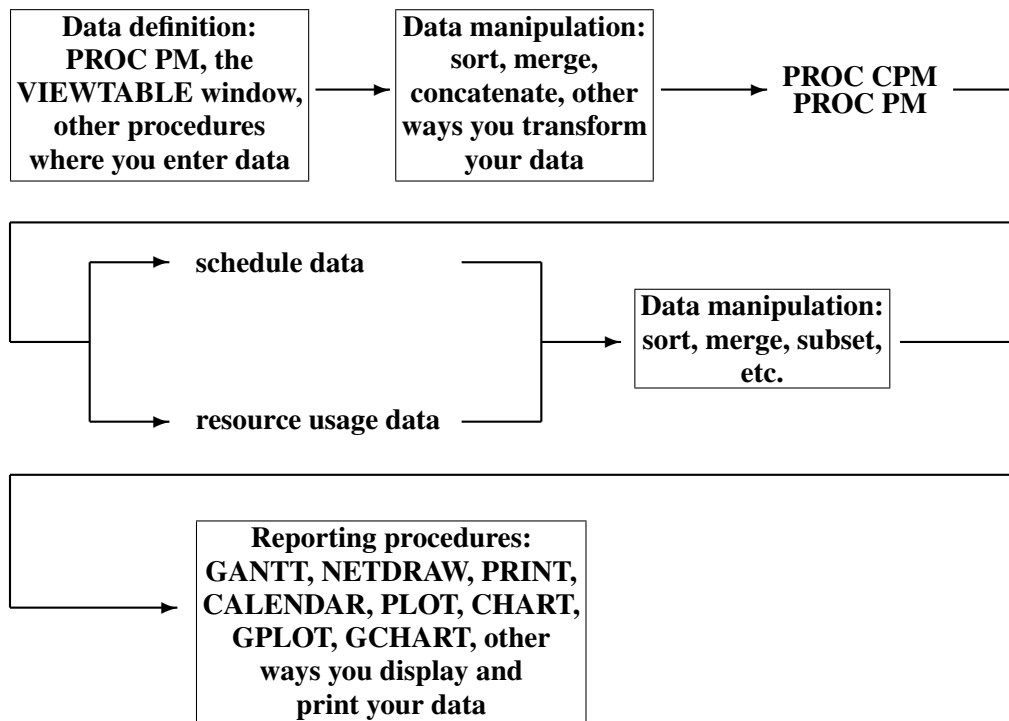 Data definition:
PROC PM, the
VIEWTABLE window,
other procedures
where you enter data
Data manipulation:
sort, merge,
concatenate, other
ways you transform
your data
PROC CPM
PROC PM
schedule data
resource usage data
Data manipulation:
sort, merge, subset,
etc.
Reporting procedures:
GANTT, NETDRAW, PRINT,
CALENDAR, PLOT, CHART,
GPLOT, GCHART, other
ways you display and
print your data